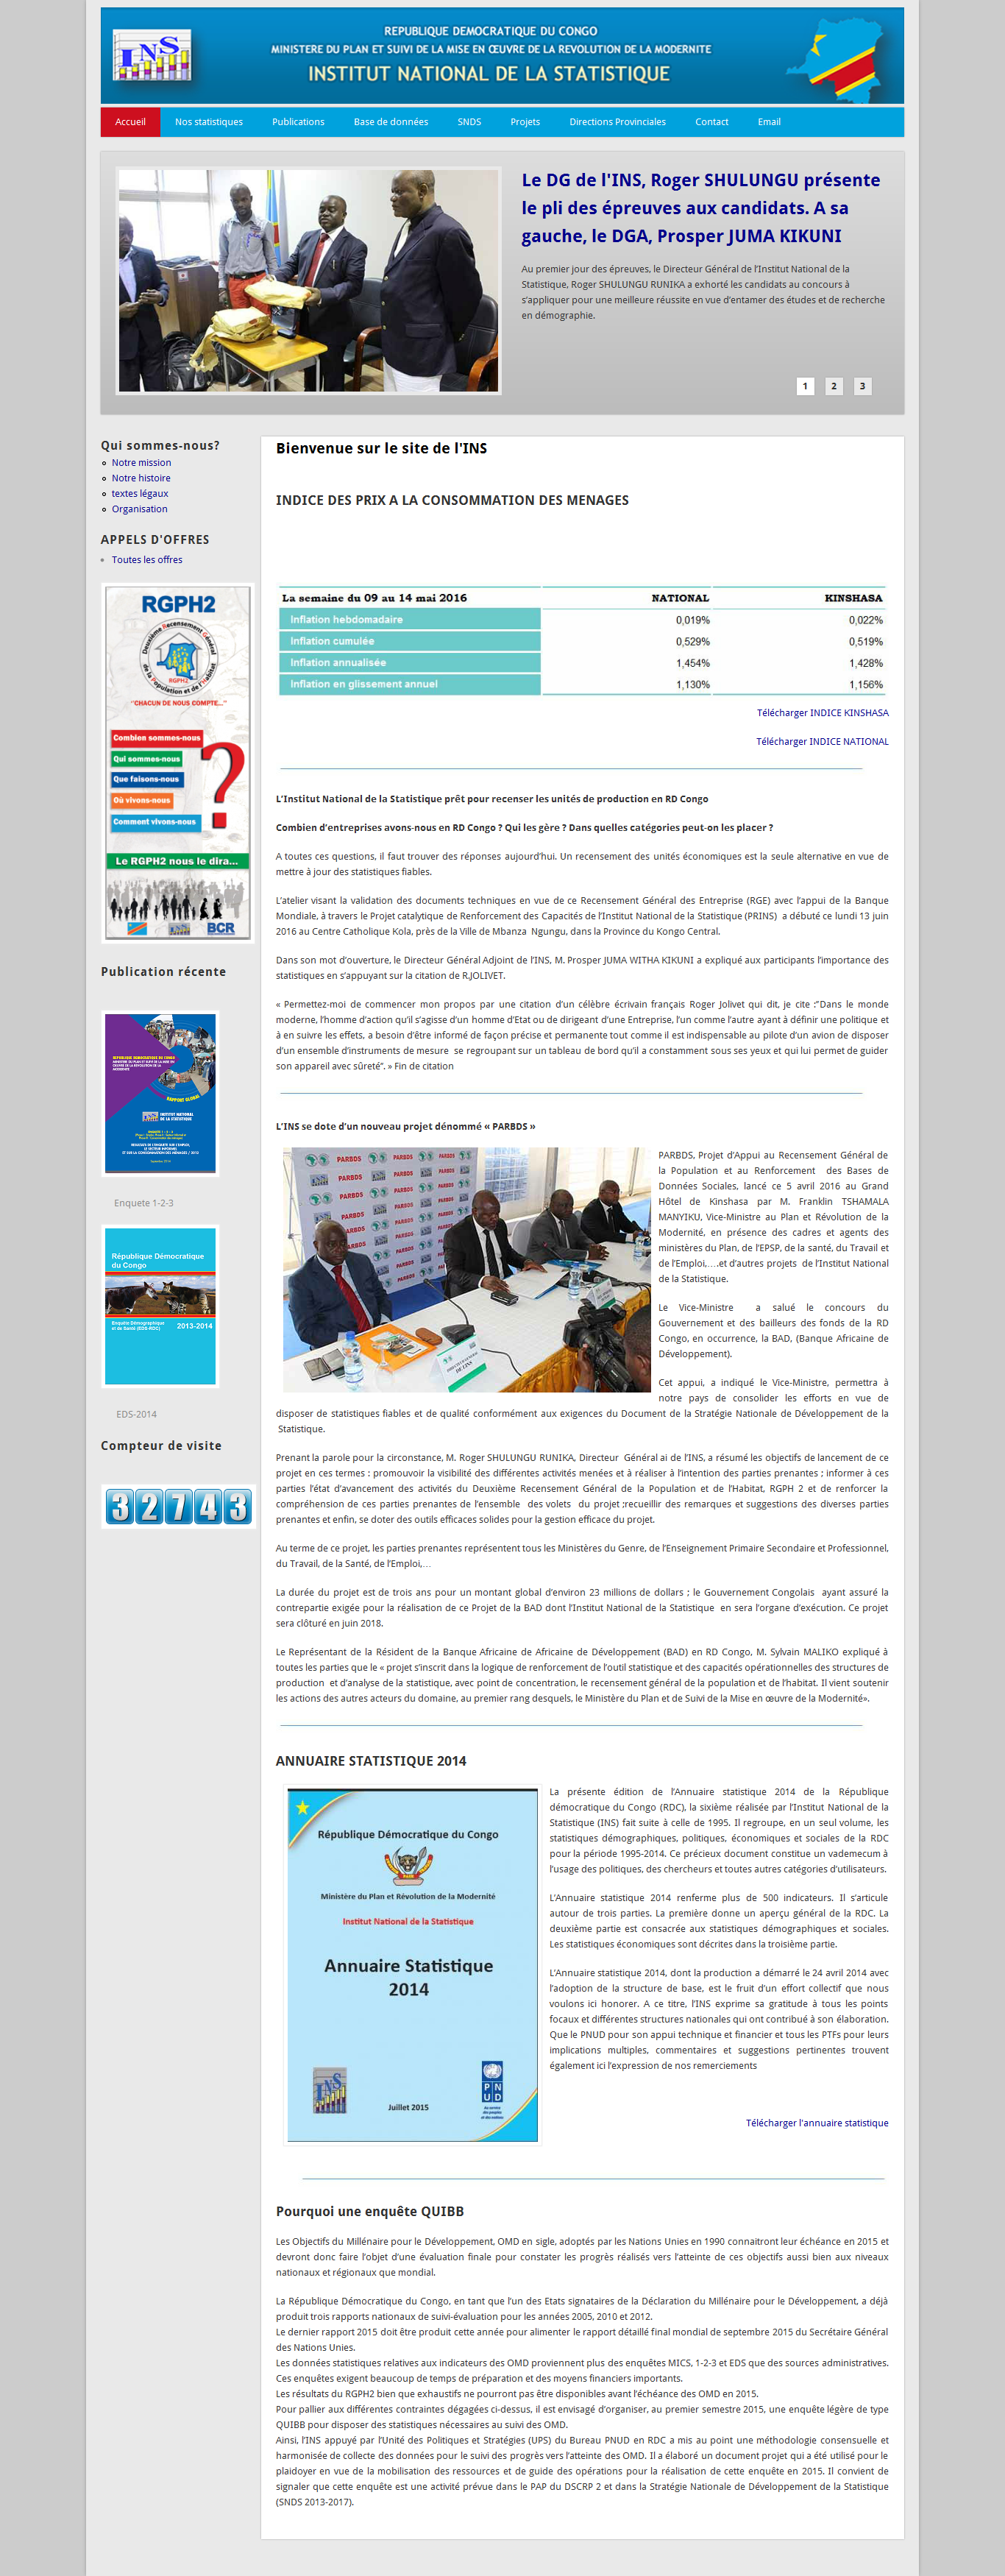 INS
REPUBLIQUE DEMOCRATIQUE DU CONGO
MINISTERE DU PLAN ET SUIVI DE LA MISE EN ŒUVRE DE LA REVOLUTION DE LA MODERNITE
INSTITUT NATIONAL DE LA STATISTIQUE
Accueil Nos statistiques Publications Base de données SNDS Projets Directions Provinciales Contact Email
Le DG de l'INS, Roger SHULUNGU présente
le pli des épreuves aux candidats. A sa
gauche, le DGA, Prosper JUMA KIKUNI
Au premier jour des épreuves, le Directeur Général de l'Institut National de la
Statistique, Roger SHULUNGU RUNIKA a exhorté les candidats au concours à
s'appliquer pour une meilleure réussite en vue d'entamer des études et de recherche
en démographie.
1 2 3
Qui sommes-nous?
Notre mission
Notre histoire
textes légaux
Organisation
APPELS D'OFFRES
Toutes les offres
RGPH2
Deuxième Recensement Général
de la Population et de l'Habitat
RGPH2
"CHACUN DE NOUS COMPTE..."
Combien sommes-nous
Qui sommes-nous
Que faisons-nous
Où vivons-nous
Comment vivons-nous
?
Le RGPH2 nous le dira...
INS BCR
Publication récente
REPUBLIQUE DEMOCRATIQUE DU CONGO
RAPPORT GLOBAL
INSTITUT NATIONAL
DE LA STATISTIQUE
Enquete 1-2-3
République Démocratique
du Congo
Enquête Démographique
et de Santé (EDS-RDC)
2013-2014
EDS-2014
Compteur de visite
32743
Bienvenue sur le site de l'INS
INDICE DES PRIX A LA CONSOMMATION DES MENAGES
La semaine du 09 au 14 mai 2016 NATIONAL KINSHASA
Inflation hebdomadaire 0,019% 0,022%
Inflation cumulée 0,529% 0,519%
Inflation annualisée 1,454% 1,428%
Inflation en glissement annuel 1,130% 1,156%
Télécharger INDICE KINSHASA
Télécharger INDICE NATIONAL
L'Institut National de la Statistique prêt pour recenser les unités de production en RD Congo
Combien d'entreprises avons-nous en RD Congo ? Qui les gère ? Dans quelles catégories peut-on les placer ?
A toutes ces questions, il faut trouver des réponses aujourd'hui. Un recensement des unités économiques est la seule alternative en vue de
mettre à jour des statistiques fiables.
L'atelier visant la validation des documents techniques en vue de ce Recensement Général des Entreprise (RGE) avec l'appui de la Banque
Mondiale, à travers le Projet catalytique de Renforcement des Capacités de l'Institut National de la Statistique (PRINS) a débuté ce lundi 13 juin
2016 au Centre Catholique Kola, près de la Ville de Mbanza Ngungu, dans la Province du Kongo Central.
Dans son mot d'ouverture, le Directeur Général Adjoint de l'INS, M. Prosper JUMA WITHA KIKUNI a expliqué aux participants l'importance des
statistiques en s'appuyant sur la citation de R.JOLIVET.
« Permettez-moi de commencer mon propos par une citation d'un célèbre écrivain français Roger Jolivet qui dit, je cite :"Dans le monde
moderne, l'homme d'action qu'il s'agisse d'un homme d'Etat ou de dirigeant d'une Entreprise, l'un comme l'autre ayant à définir une politique et
à en suivre les effets, a besoin d'être informé de façon précise et permanente tout comme il est indispensable au pilote d'un avion de disposer
d'un ensemble d'instruments de mesure se regroupant sur un tableau de bord qu'il a constamment sous ses yeux et qui lui permet de guider
son appareil avec sûreté". » Fin de citation
L'INS se dote d'un nouveau projet dénommé « PARBDS »
PARBDS
PARBDS, Projet d'Appui au Recensement Général de
la Population et au Renforcement des Bases de
Données Sociales, lancé ce 5 avril 2016 au Grand
Hôtel de Kinshasa par M. Franklin TSHAMALA
MANYIKU, Vice-Ministre au Plan et Révolution de la
Modernité, en présence des cadres et agents des
ministères du Plan, de l'EPSP, de la santé, du Travail et
de l'Emploi,....et d'autres projets de l'Institut National
de la Statistique.
Le Vice-Ministre a salué le concours du
Gouvernement et des bailleurs des fonds de la RD
Congo, en occurrence, la BAD, (Banque Africaine de
Développement).
Cet appui, a indiqué le Vice-Ministre, permettra à
notre pays de consolider les efforts en vue de
disposer de statistiques fiables et de qualité conformément aux exigences du Document de la Stratégie Nationale de Développement de la
Statistique.
Prenant la parole pour la circonstance, M. Roger SHULUNGU RUNIKA, Directeur Général ai de l'INS, a résumé les objectifs de lancement de ce
projet en ces termes : promouvoir la visibilité des différentes activités menées et à réaliser à l'intention des parties prenantes ; informer à ces
parties l'état d'avancement des activités du Deuxième Recensement Général de la Population et de l'Habitat, RGPH 2 et de renforcer la
compréhension de ces parties prenantes de l'ensemble des volets du projet ;recueillir des remarques et suggestions des diverses parties
prenantes et enfin, se doter des outils efficaces solides pour la gestion efficace du projet.
Au terme de ce projet, les parties prenantes représentent tous les Ministères du Genre, de l'Enseignement Primaire Secondaire et Professionnel,
du Travail, de la Santé, de l'Emploi,...
La durée du projet est de trois ans pour un montant global d'environ 23 millions de dollars ; le Gouvernement Congolais ayant assuré la
contrepartie exigée pour la réalisation de ce Projet de la BAD dont l'Institut National de la Statistique en sera l'organe d'exécution. Ce projet
sera clôturé en juin 2018.
Le Représentant de la Résident de la Banque Africaine de Africaine de Développement (BAD) en RD Congo, M. Sylvain MALIKO expliqué à
toutes les parties que le « projet s'inscrit dans la logique de renforcement de l'outil statistique et des capacités opérationnelles des structures de
production et d'analyse de la statistique, avec point de concentration, le recensement général de la population et de l'habitat. Il vient soutenir
les actions des autres acteurs du domaine, au premier rang desquels, le Ministère du Plan et de Suivi de la Mise en œuvre de la Modernité».
ANNUAIRE STATISTIQUE 2014
République Démocratique du Congo
Ministère du Plan et Révolution de la Modernité
Institut National de la Statistique
Annuaire Statistique
2014
INS
PNUD
Juillet 2015
La présente édition de l'Annuaire statistique 2014 de la République
démocratique du Congo (RDC), la sixième réalisée par l'Institut National de la
Statistique (INS) fait suite à celle de 1995. Il regroupe, en un seul volume, les
statistiques démographiques, politiques, économiques et sociales de la RDC
pour la période 1995-2014. Ce précieux document constitue un vademecum à
l'usage des politiques, des chercheurs et toutes autres catégories d'utilisateurs.
L'Annuaire statistique 2014 renferme plus de 500 indicateurs. Il s'articule
autour de trois parties. La première donne un aperçu général de la RDC. La
deuxième partie est consacrée aux statistiques démographiques et sociales.
Les statistiques économiques sont décrites dans la troisième partie.
L'Annuaire statistique 2014, dont la production a démarré le 24 avril 2014 avec
l'adoption de la structure de base, est le fruit d'un effort collectif que nous
voulons ici honorer. A ce titre, l'INS exprime sa gratitude à tous les points
focaux et différentes structures nationales qui ont contribué à son élaboration.
Que le PNUD pour son appui technique et financier et tous les PTFs pour leurs
implications multiples, commentaires et suggestions pertinentes trouvent
également ici l'expression de nos remerciements
Télécharger l'annuaire statistique
Pourquoi une enquête QUIBB
Les Objectifs du Millénaire pour le Développement, OMD en sigle, adoptés par les Nations Unies en 1990 connaitront leur échéance en 2015 et
devront donc faire l'objet d'une évaluation finale pour constater les progrès réalisés vers l'atteinte de ces objectifs aussi bien aux niveaux
nationaux et régionaux que mondial.
La République Démocratique du Congo, en tant que l'un des Etats signataires de la Déclaration du Millénaire pour le Développement, a déjà
produit trois rapports nationaux de suivi-évaluation pour les années 2005, 2010 et 2012.
Le dernier rapport 2015 doit être produit cette année pour alimenter le rapport détaillé final mondial de septembre 2015 du Secrétaire Général
des Nations Unies.
Les données statistiques relatives aux indicateurs des OMD proviennent plus des enquêtes MICS, 1-2-3 et EDS que des sources administratives.
Ces enquêtes exigent beaucoup de temps de préparation et des moyens financiers importants.
Les résultats du RGPH2 bien que exhaustifs ne pourront pas être disponibles avant l'échéance des OMD en 2015.
Pour pallier aux différentes contraintes dégagées ci-dessus, il est envisagé d'organiser, au premier semestre 2015, une enquête légère de type
QUIBB pour disposer des statistiques nécessaires au suivi des OMD.
Ainsi, l'INS appuyé par l'Unité des Politiques et Stratégies (UPS) du Bureau PNUD en RDC a mis au point une méthodologie consensuelle et
harmonisée de collecte des données pour le suivi des progrès vers l'atteinte des OMD. Il a élaboré un document projet qui a été utilisé pour le
plaidoyer en vue de la mobilisation des ressources et de guide des opérations pour la réalisation de cette enquête en 2015. Il convient de
signaler que cette enquête est une activité prévue dans le PAP du DSCRP 2 et dans la Stratégie Nationale de Développement de la Statistique
(SNDS 2013-2017).